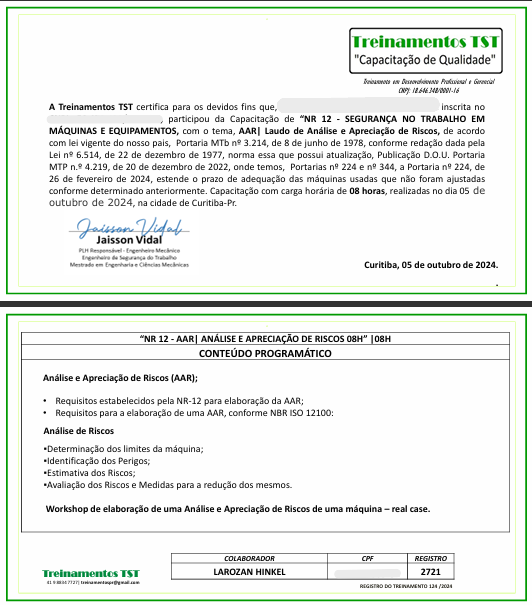 Treinamentos TST
"Capacitação de Qualidade"
Treinamento em Desenvolvimento Profissional e Gerencial
CNPJ: 18.646.348/0001-16
A Treinamentos TST certifica para os devidos fins que, inscrita no
, participou da Capacitação de “NR 12 - SEGURANÇA NO TRABALHO EM
MÁQUINAS E EQUIPAMENTOS, com o tema, AAR| Laudo de Análise e Apreciação de Riscos, de acordo
com lei vigente do nosso pais, Portaria MTb nº 3.214, de 8 de junho de 1978, conforme redação dada pela
Lei nº 6.514, de 22 de dezembro de 1977, norma essa que possui atualização, Publicação D.O.U. Portaria
MTP n.º 4.219, de 20 de dezembro de 2022, onde temos, Portarias nº 224 e nº 344, a Portaria nº 224, de
26 de fevereiro de 2024, estende o prazo de adequação das máquinas usadas que não foram ajustadas
conforme determinado anteriormente. Capacitação com carga horária de 08 horas, realizadas no dia 05 de
outubro de 2024, na cidade de Curitiba-Pr.
Jaisson Vidal
Jaisson Vidal
PLH Responsável - Engenheiro Mecânico
Engenheiro de Segurança do Trabalho
Mestrado em Engenharia e Ciências Mecânicas
Curitiba, 05 de outubro de 2024.
.
“NR 12 - AAR| ANÁLISE E APRECIAÇÃO DE RISCOS 08H” |08H
CONTEÚDO PROGRAMÁTICO
Análise e Apreciação de Riscos (AAR);
• Requisitos estabelecidos pela NR-12 para elaboração da AAR;
• Requisitos para a elaboração de uma AAR, conforme NBR ISO 12100:
Análise de Riscos
•Determinação dos limites da máquina;
•Identificação dos Perigos;
•Estimativa dos Riscos;
•Avaliação dos Riscos e Medidas para a redução dos mesmos.
Workshop de elaboração de uma Análise e Apreciação de Riscos de uma máquina – real case.
Treinamentos TST
41 9 8834 7727| treinamentospr@gmail.com
COLABORADOR CPF REGISTRO
LAROZAN HINKEL 2721
REGISTRO DO TREINAMENTO 124 /2024